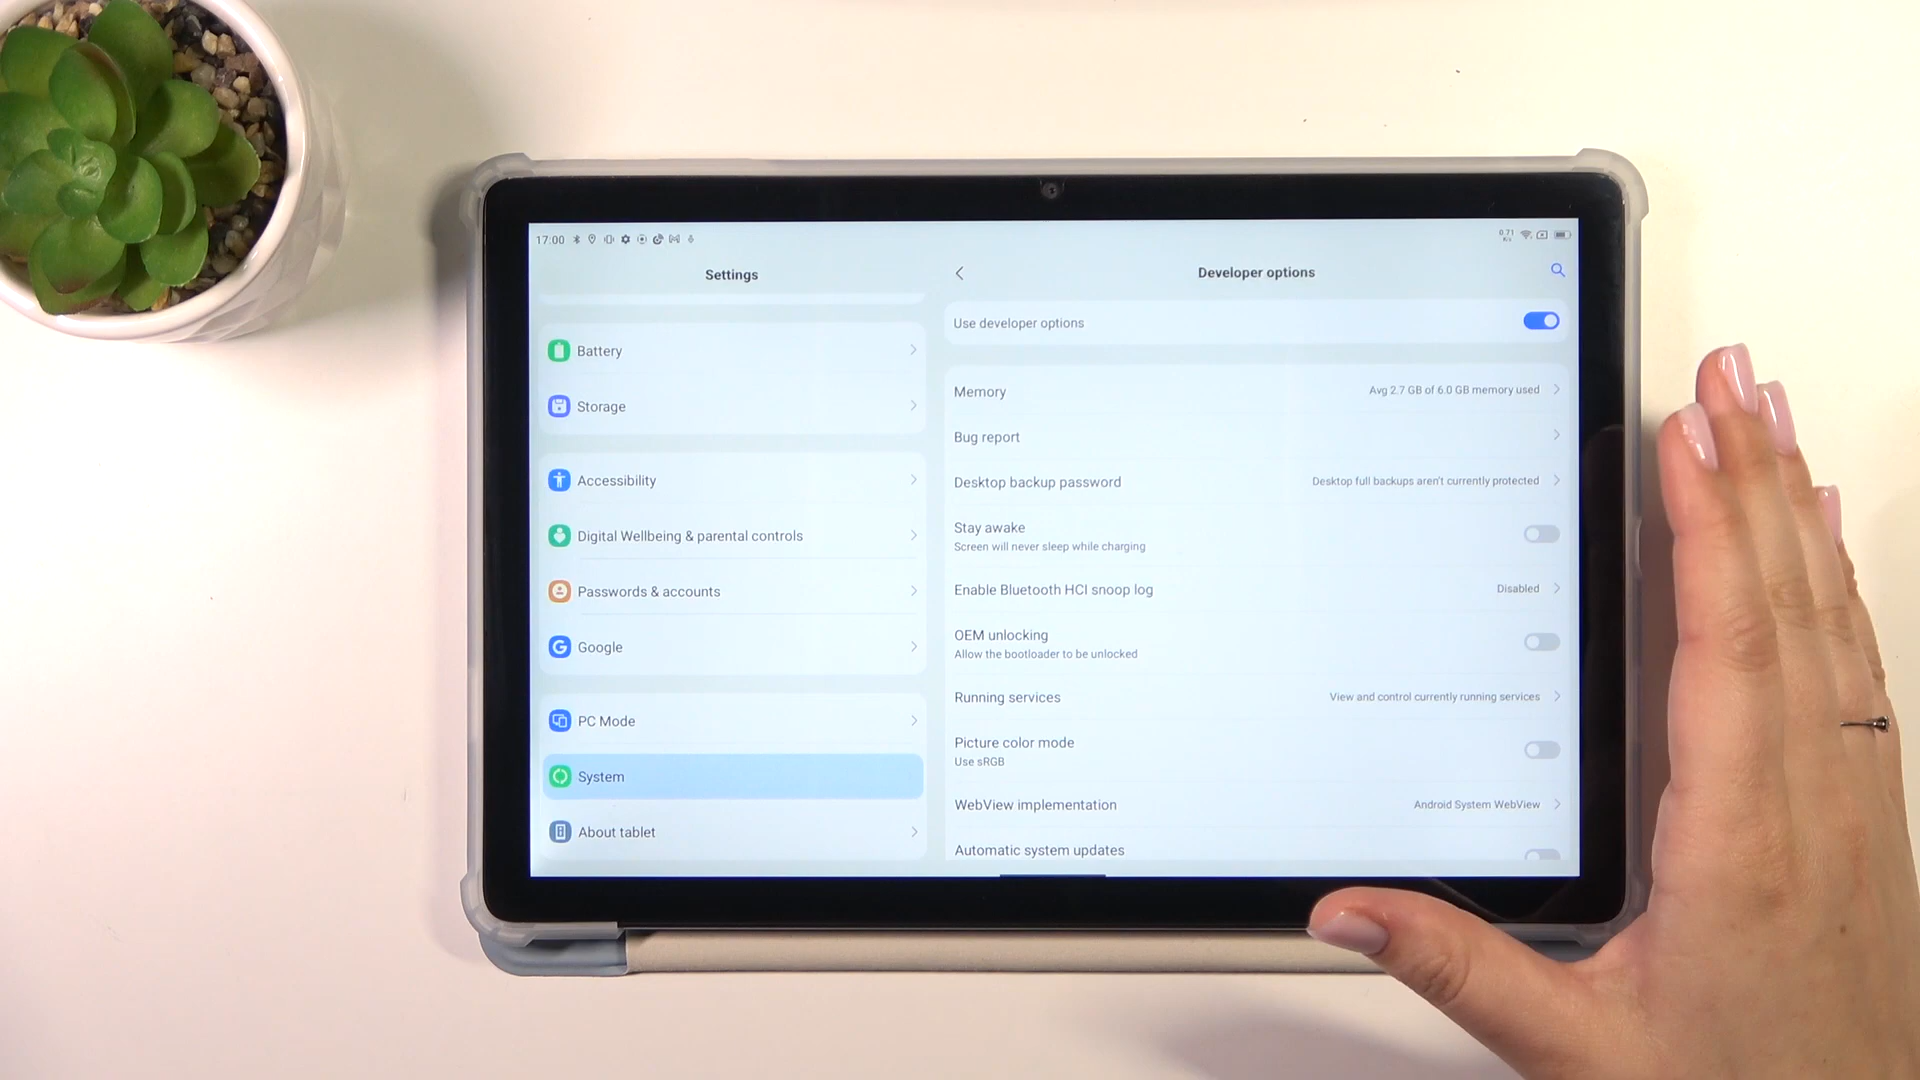 17:00
0.71
K/s
Settings
Battery
Storage
Accessibility
Digital Wellbeing & parental controls
Passwords & accounts
Google
PC Mode
System
About tablet
Developer options
Use developer options
Memory
Avg 2.7 GB of 6.0 GB memory used
Bug report
Desktop backup password
Desktop full backups aren't currently protected
Stay awake
Screen will never sleep while charging
Enable Bluetooth HCI snoop log
Disabled
OEM unlocking
Allow the bootloader to be unlocked
Running services
View and control currently running services
Picture color mode
Use sRGB
WebView implementation
Android System WebView
Automatic system updates